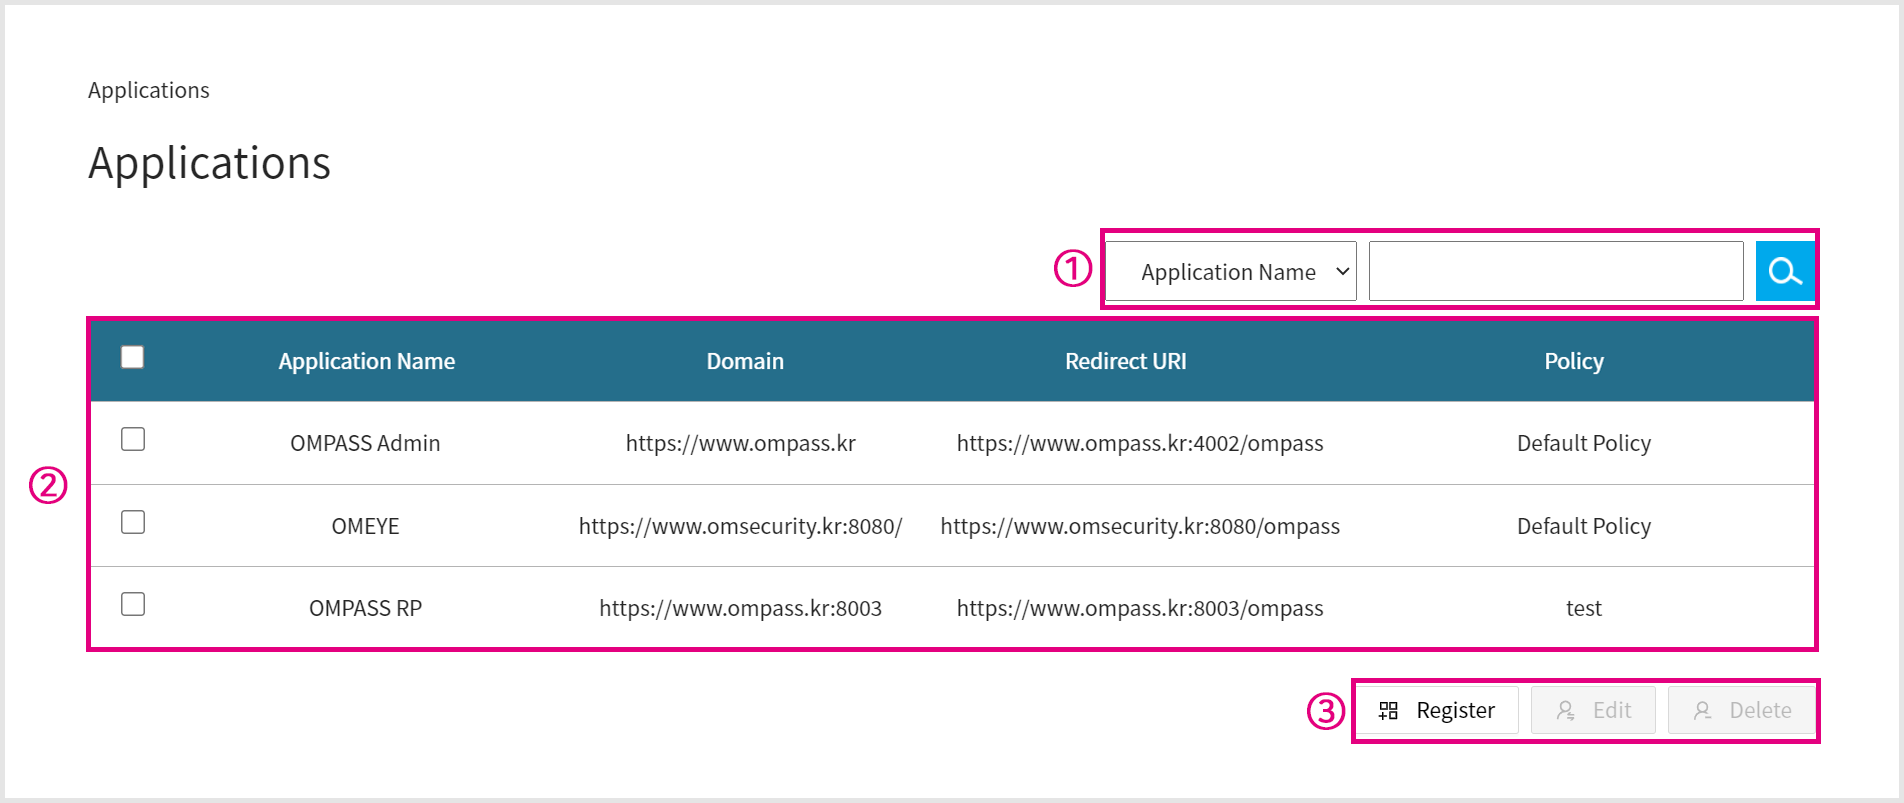 Applications
Applications
① Application Name
Application Name Domain Redirect URI Policy
OMPASS Admin https://www.ompass.kr https://www.ompass.kr:4002/ompass Default Policy
②
OMEYE https://www.omsecurity.kr:8080/ https://www.omsecurity.kr:8080/ompass Default Policy
OMPASS RP https://www.ompass.kr:8003 https://www.ompass.kr:8003/ompass test
③ Register Edit Delete